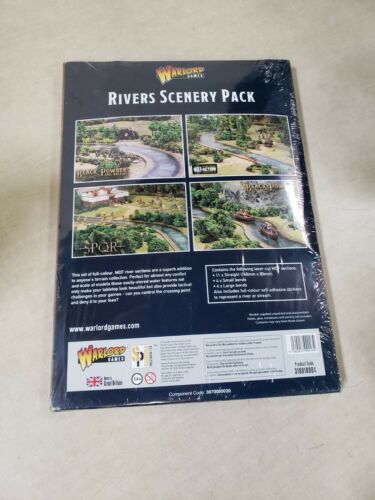 WARLORD
GAMES
RIVERS SCENERY PACK
BLACK POWDER
BOLT ACTION
BLACK POWDER
SPQR
This set of full-colour, MDF river sections are a superb addition
to anyone's terrain collection. Perfect for almost any conflict
and scale of models these easily-stored water features not
only make your tabletop look beautiful but also provide tactical
challenges in your games - can you control the crossing point
and deny it to your foes?
Contains the following laser-cut MDF sections:
• 11 x Straight
• 4 x Small bends
• 4 x Large bends
Also includes full-colour self-adhesive stickers
to represent a river or stream.
Models supplied unpainted and unassembled.
www.warlordgames.com
WARLORD
GAMES
Made in
Great Britain
14+
Product Code:
Component Code: